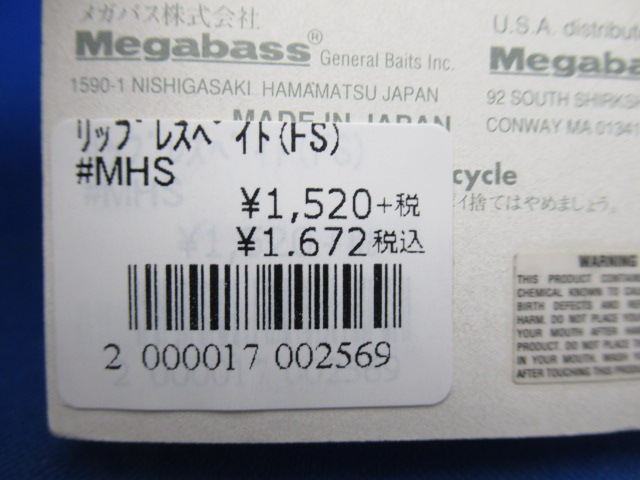 メガバス株式会社
Megabass® General Baits Inc.
1590-1 NISHIGASAKI HAMAMATSU JAPAN
MADE IN JAPAN
U.S.A. distribut
Megaba
92 SOUTH SHIRKS
CONWAY MA 01341
リップレスベイト(FS)
#MHS
¥1,520+税
¥1.672税込
2 000017 002569
cycle
イ捨てはやめましょう。
WARNING
THIS PRODUCT CONTAINS
CHEMICAL KNOWN TO
BIRTH DEFECTS AND
HARM. DO NOT PLACE
YOUR MOUTH AFTER
PRODUCT. DO NOT PLACE
IN YOUR MOUTH. WASH
AFTER TOUCHING THIS PRODU